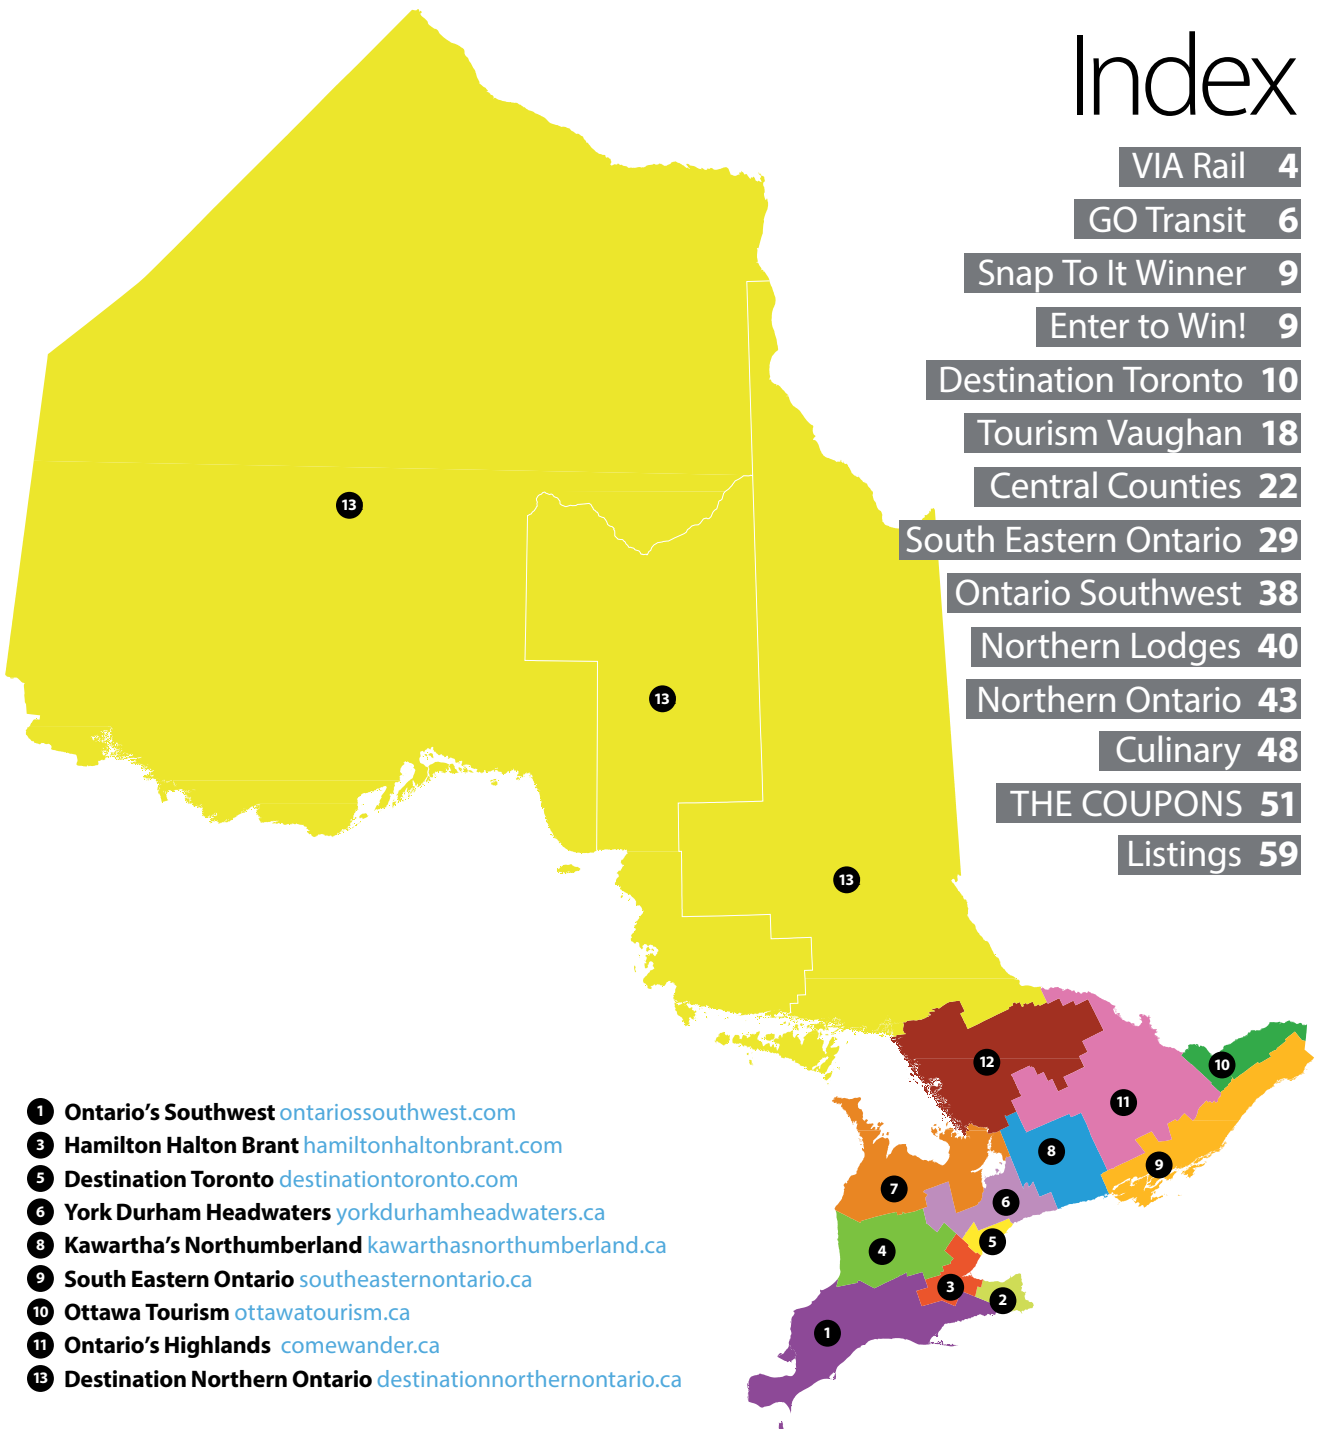 Index
VIA Rail 4
GO Transit 6
Snap To It Winner 9
Enter to Win! 9
Destination Toronto 10
Tourism Vaughan 18
Central Counties 22
South Eastern Ontario 29
Ontario Southwest 38
Northern Lodges 40
Northern Ontario 43
Culinary 48
THE COUPONS 51
Listings 59
13
13
13
12
10
11
8
9
7
6
5
4
3
2
1
1 Ontario's Southwest ontariossouthwest.com
3 Hamilton Halton Brant hamiltonhaltonbrant.com
5 Destination Toronto destinationtoronto.com
6 York Durham Headwaters yorkdurhamheadwaters.ca
8 Kawartha's Northumberland kawarthasnorthumberland.ca
9 South Eastern Ontario southeasternontario.ca
10 Ottawa Tourism ottawatourism.ca
11 Ontario's Highlands comewander.ca
13 Destination Northern Ontario destinationnorthernontario.ca